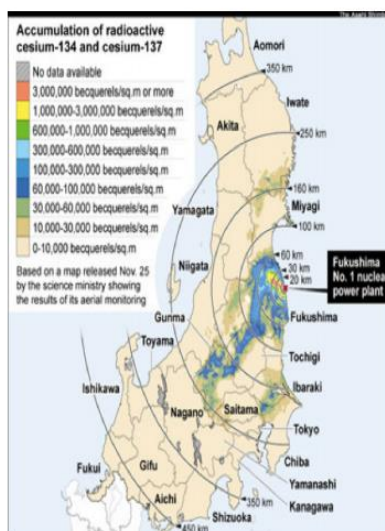 The Asahi Shimbun
Accumulation of radioactive
cesium-134 and cesium-137
No data available
3,000,000 becquerels/sq.m or more
1,000,000-3,000,000 becquerels/sq.m
600,000-1,000,000 becquerels/sq.m
300,000-600,000 becquerels/sq.m
100,000-300,000 becquerels/sq.m
60,000-100,000 becquerels/sq.m
30,000-60,000 becquerels/sq.m
10,000-30,000 becquerels/sq.m
0-10,000 becquerels/sq.m
Based on a map released Nov. 25
by the science ministry showing
the results of its aerial monitoring
Aomori
350 km
Iwate
Akita
250 km
160 km
Yamagata
Miyagi
100 km
60 km
30 km
20 km
Fukushima
No. 1 nuclear
power plant
Niigata
Fukushima
Gunma
Toyama
Tochigi
Ishikawa
Ibaraki
Nagano
Saitama
Tokyo
Fukui
Gifu
Chiba
Yamanashi
Aichi
Kanagawa
350 km
Shizuoka
450 km